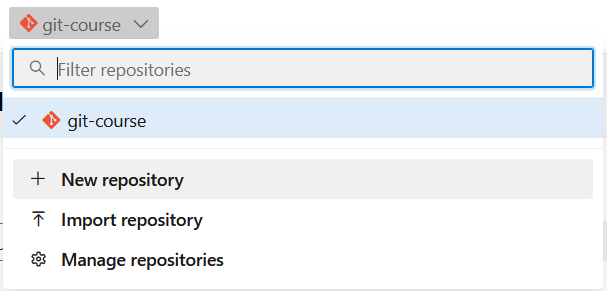 git-course
Filter repositories
git-course
New repository
Import repository
Manage repositories